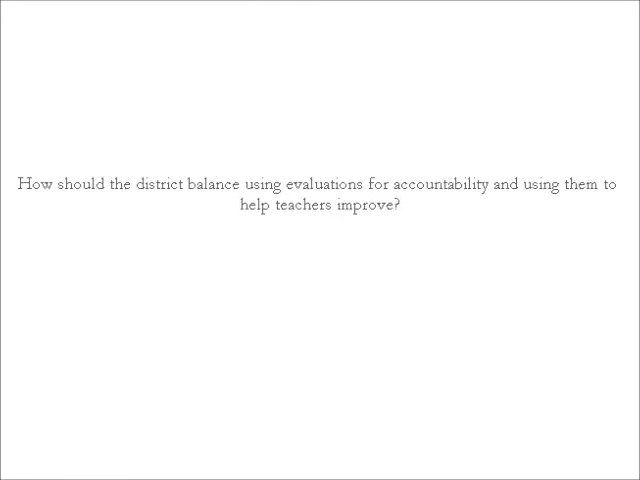 How should the district balance using evaluations for accountability and using them to
help teachers improve?